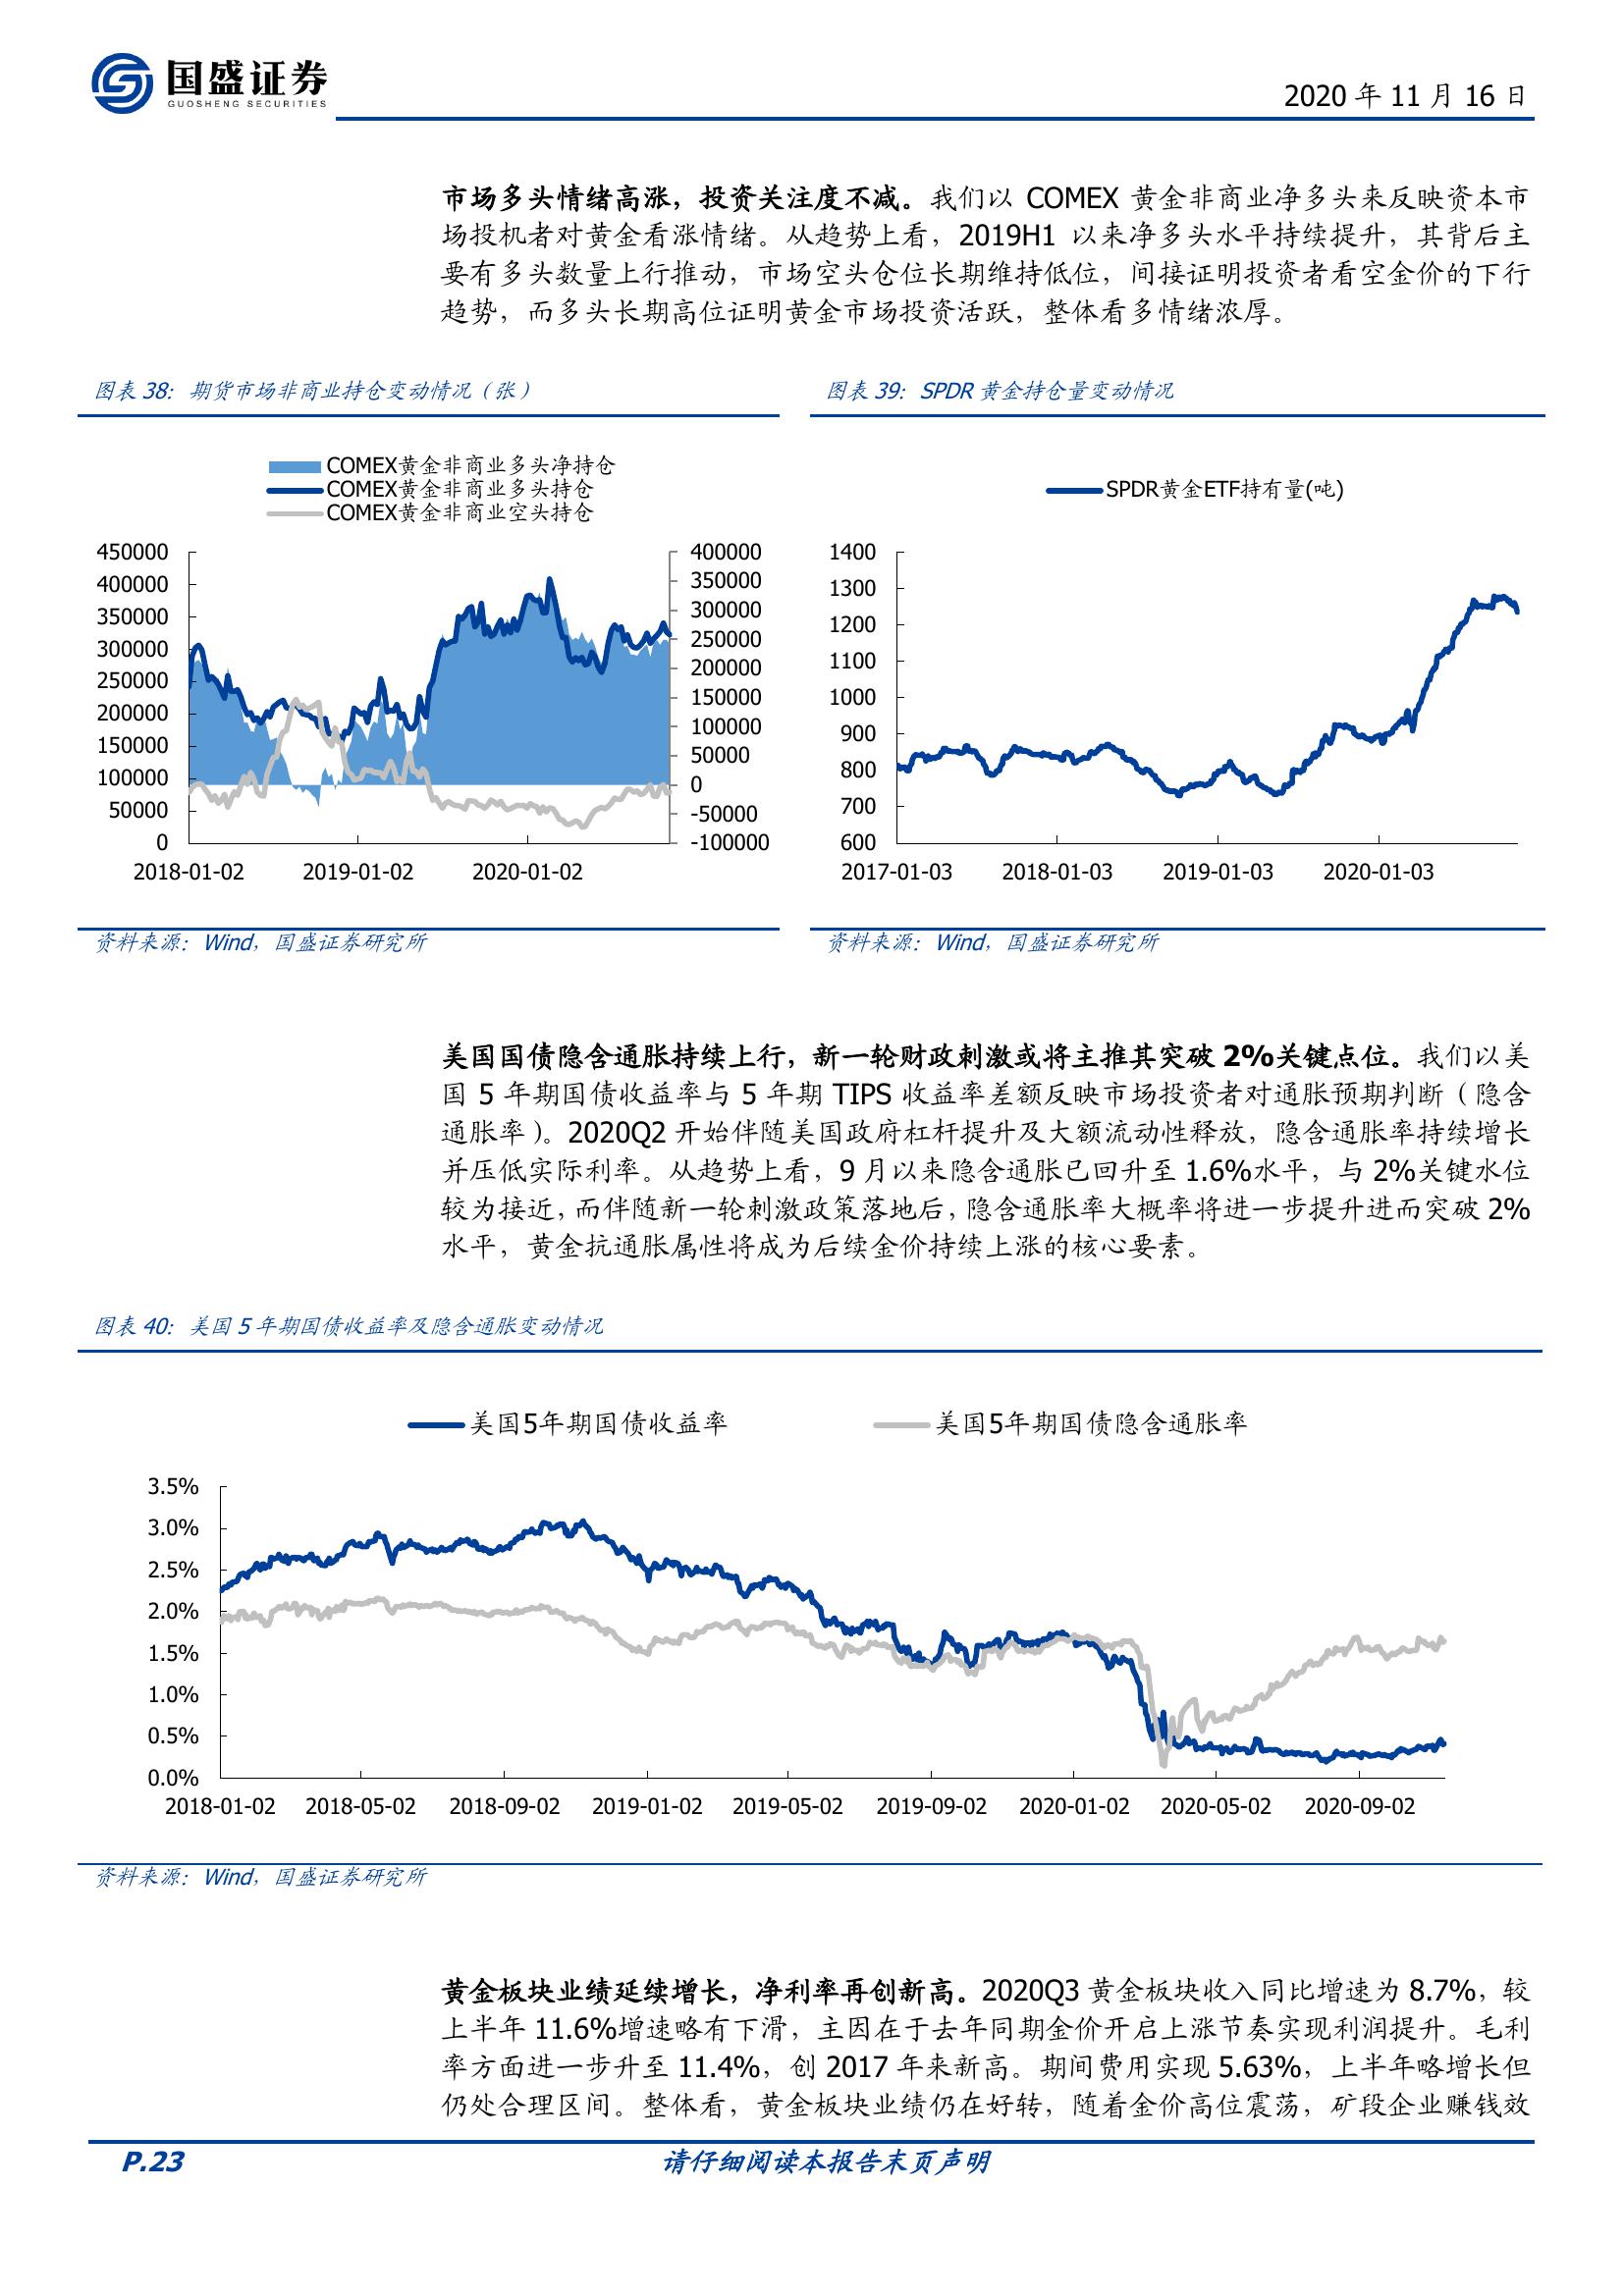 国盛证券
GUOSHENG SECURITIES
2020 年 11 月 16 日
市场多头情绪高涨，投资关注度不减。我们以 COMEX 黄金非商业净多头来反映资本市
场投机者对黄金看涨情绪。从趋势上看，2019H1 以来净多头水平持续提升，其背后主
要有多头数量上行推动，市场空头仓位长期维持低位，间接证明投资者看空金价的下行
趋势，而多头长期高位证明黄金市场投资活跃，整体看多情绪浓厚。
图表 38：期货市场非商业持仓变动情况（张）
COMEX黄金非商业多头净持仓
COMEX黄金非商业多头持仓
COMEX黄金非商业空头持仓
450000
400000
350000
300000
250000
200000
150000
100000
50000
0
400000
350000
300000
250000
200000
150000
100000
50000
0
-50000
-100000
2018-01-02 2019-01-02 2020-01-02
资料来源：Wind，国盛证券研究所
图表 39：SPDR 黄金持仓量变动情况
SPDR黄金ETF持有量(吨)
1400
1300
1200
1100
1000
900
800
700
600
2017-01-03 2018-01-03 2019-01-03 2020-01-03
资料来源：Wind，国盛证券研究所
美国国债隐含通胀持续上行，新一轮财政刺激或将主推其突破 2%关键点位。我们以美
国 5 年期国债收益率与 5 年期 TIPS 收益率差额反映市场投资者对通胀预期判断（隐含
通胀率）。2020Q2 开始伴随美国政府杠杆提升及大额流动性释放，隐含通胀率持续增长
并压低实际利率。从趋势上看，9 月以来隐含通胀已回升至 1.6%水平，与 2%关键水位
较为接近，而伴随新一轮刺激政策落地后，隐含通胀率大概率将进一步提升进而突破 2%
水平，黄金抗通胀属性将成为后续金价持续上涨的核心要素。
图表 40：美国 5 年期国债收益率及隐含通胀变动情况
美国5年期国债收益率 美国5年期国债隐含通胀率
3.5%
3.0%
2.5%
2.0%
1.5%
1.0%
0.5%
0.0%
2018-01-02 2018-05-02 2018-09-02 2019-01-02 2019-05-02 2019-09-02 2020-01-02 2020-05-02 2020-09-02
资料来源：Wind，国盛证券研究所
黄金板块业绩延续增长，净利率再创新高。2020Q3 黄金板块收入同比增速为 8.7%，较
上半年 11.6%增速略有下滑，主因在于去年同期金价开启上涨节奏实现利润提升。毛利
率方面进一步升至 11.4%，创 2017 年来新高。期间费用实现 5.63%，上半年略增长但
仍处合理区间。整体看，黄金板块业绩仍在好转，随着金价高位震荡，矿段企业赚钱效
P.23
请仔细阅读本报告末页声明